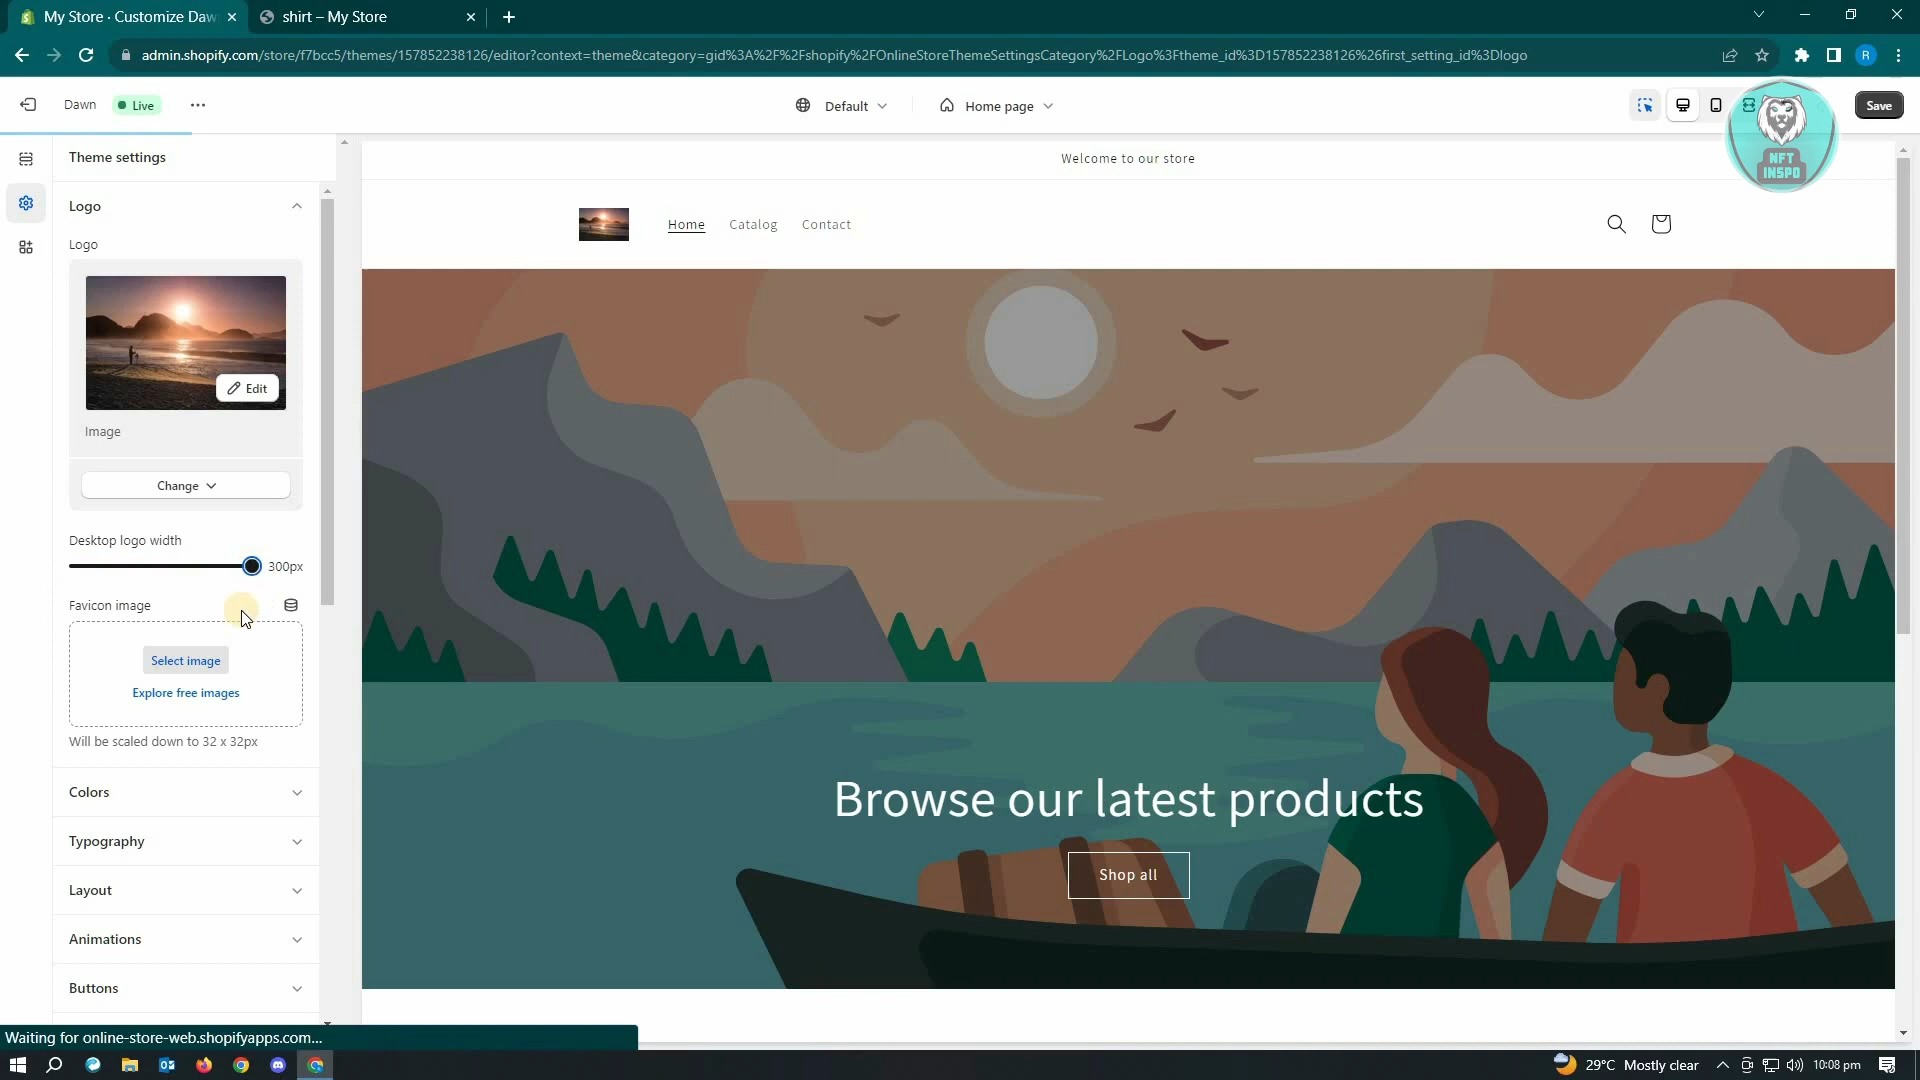 My Store · Customize Daw
shirt – My Store
admin.shopify.com/store/f7bcc5/themes/157852238126/editor?context=theme&category=gid%3A%2F%2Fshopify%2FOnlineStoreThemeSettingsCategory%2FLogo%3Ftheme_id%3D157852238126%26first_setting_id%3Dlogo
R
Dawn
Live
Default
Home page
Save
NFT
INSPO
Theme settings
Welcome to our store
Logo
Home
Catalog
Contact
Logo
Edit
Image
Change
Desktop logo width
300px
Favicon image
Select image
Explore free images
Will be scaled down to 32 x 32px
Colors
Browse our latest products
Typography
Shop all
Layout
Animations
Buttons
Waiting for online-store-web.shopifyapps.com...
29°C Mostly clear
10:08 pm